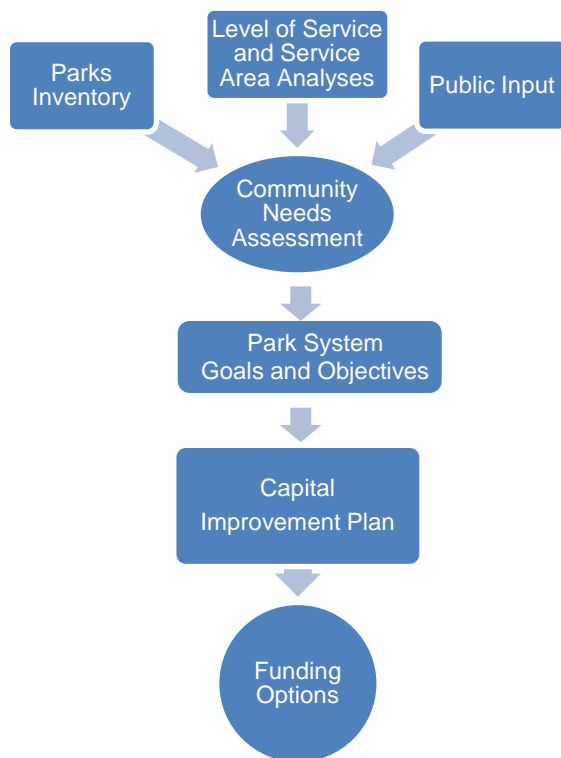 Parks
Inventory
Level of Service
and Service
Area Analyses
Public Input
Community
Needs
Assessment
Park System
Goals and Objectives
Capital
Improvement Plan
Funding
Options